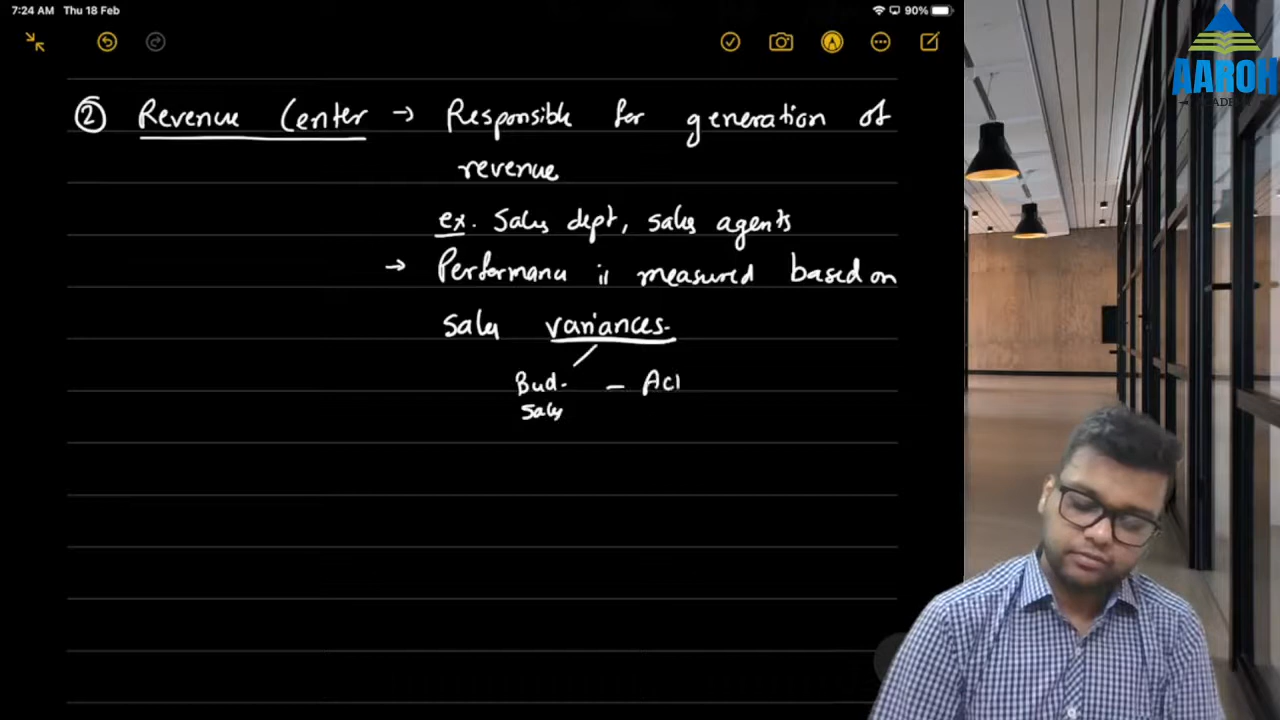 7:24 AM Thu 18 Feb
90%
AAROH
② Revenue Center → Responsible for generation of
revenue
ex. Sales dept, sales agents
→ Performance is measured based on
Sales variances.
Bud. – Act
Sales